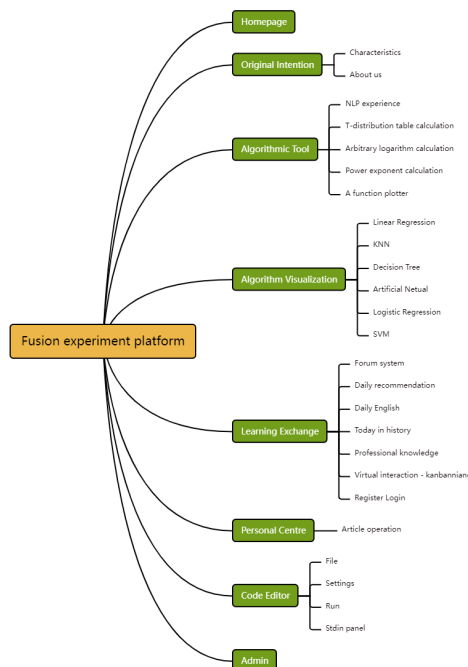 Homepage
Original Intention
Characteristics
About us
Algorithmic Tool
NLP experience
T-distribution table calculation
Arbitrary logarithm calculation
Power exponent calculation
A function plotter
Algorithm Visualization
Linear Regression
KNN
Decision Tree
Artificial Netual
Logistic Regression
SVM
Fusion experiment platform
Learning Exchange
Forum system
Daily recommendation
Daily English
Today in history
Professional knowledge
Virtual interaction - kanbanniang
Register Login
Personal Centre
Article operation
Code Editor
File
Settings
Run
Stdin panel
Admin